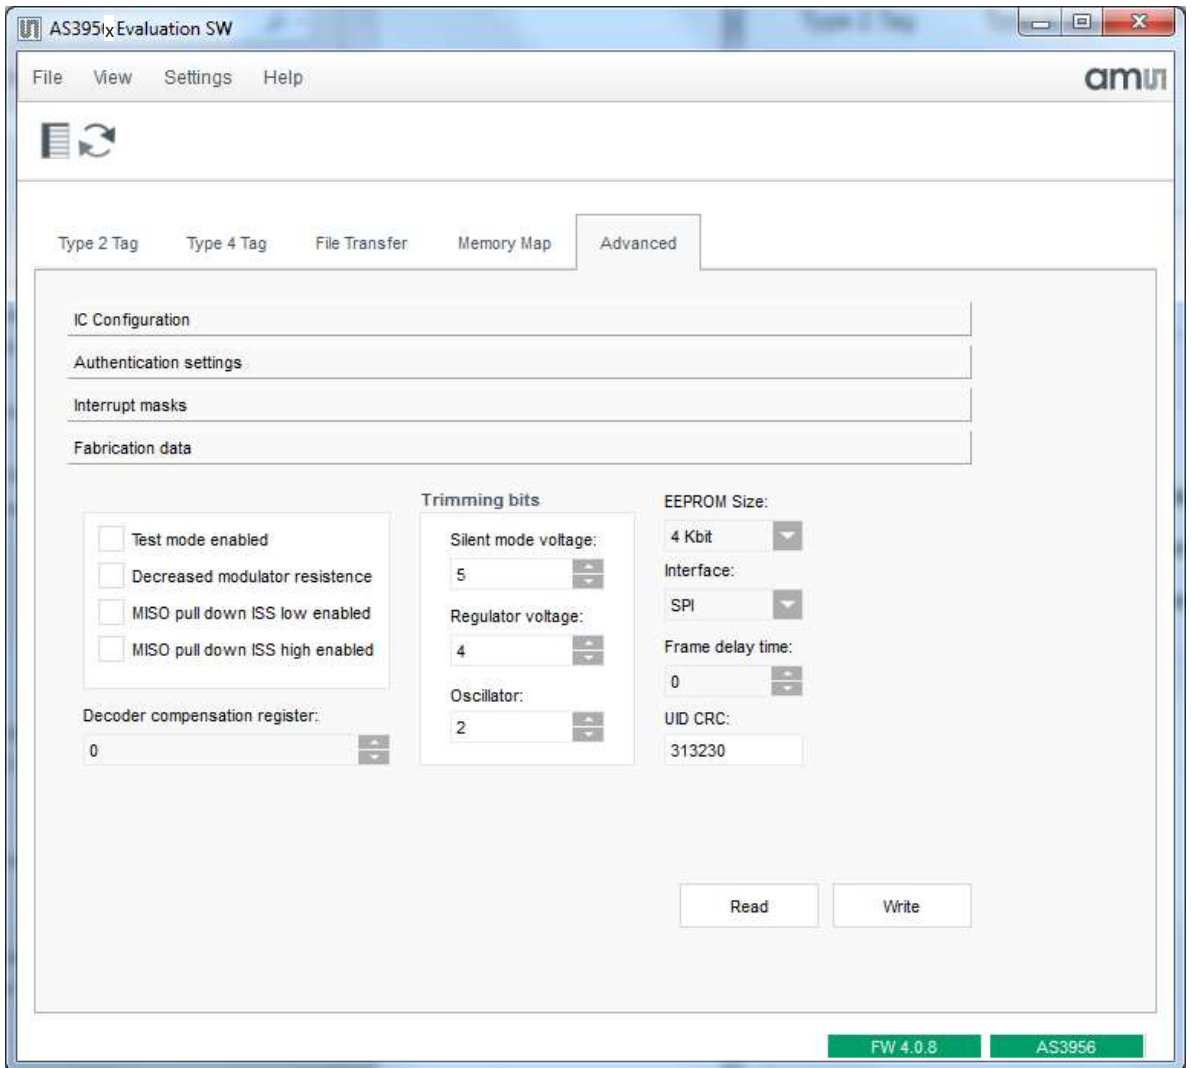 AS395x Evaluation SW
File View Settings Help
amu
Type 2 Tag Type 4 Tag File Transfer Memory Map Advanced
IC Configuration
Authentication settings
Interrupt masks
Fabrication data
Test mode enabled
Decreased modulator resistence
MISO pull down ISS low enabled
MISO pull down ISS high enabled
Decoder compensation register:
0
Trimming bits
Silent mode voltage:
5
Regulator voltage:
4
Oscillator:
2
EEPROM Size:
4 Kbit
Interface:
SPI
Frame delay time:
0
UID CRC:
313230
Read Write
FW 4.0.8 AS3956